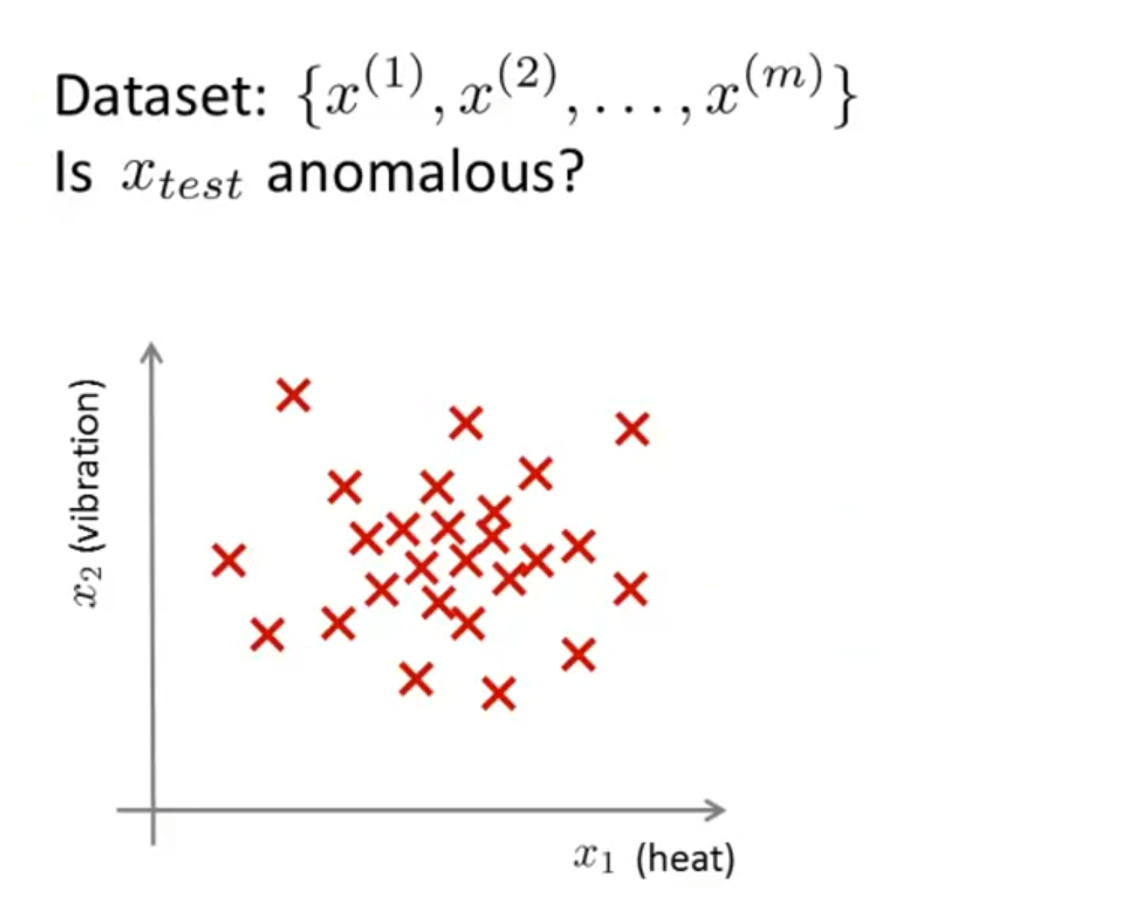 Dataset: {x^(1), x^(2), ..., x^(m)}
Is x_test anomalous?
x_2 (vibration)
x_1 (heat)